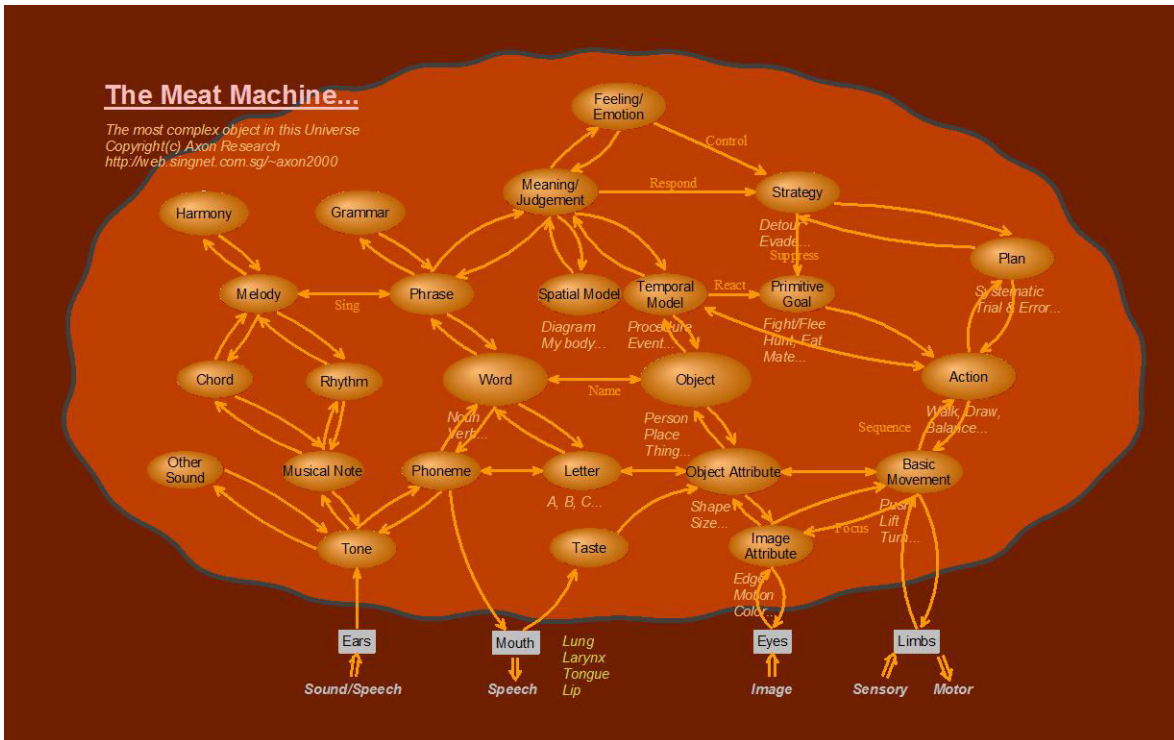 The Meat Machine...
The most complex object in this Universe
Copyright(c) Axon Research
http://web.singnet.com.sg/~axon2000
Feeling/
Emotion
Control
Meaning/
Judgement
Respond
Strategy
Detour
Evade...
Suppress
Harmony
Grammar
Plan
Systematic
Trial & Error...
Melody
Sing
Phrase
Spatial Model
Diagram
My body...
Temporal
Model
Procedure
Event...
React
Primitive
Goal
Fight/Flee
Hunt, Eat
Mate...
Chord
Rhythm
Word
Noun
Verb...
Name
Object
Person
Place
Thing...
Action
Walk, Draw,
Balance...
Sequence
Other
Sound
Musical Note
Phoneme
Letter
A, B, C...
Object Attribute
Shape
Size...
Basic
Movement
Push
Lift
Turn...
Focus
Tone
Taste
Image
Attribute
Edge
Motion
Color...
Ears
Mouth
Lung
Larynx
Tongue
Lip
Eyes
Limbs
Sound/Speech
Speech
Image
Sensory
Motor